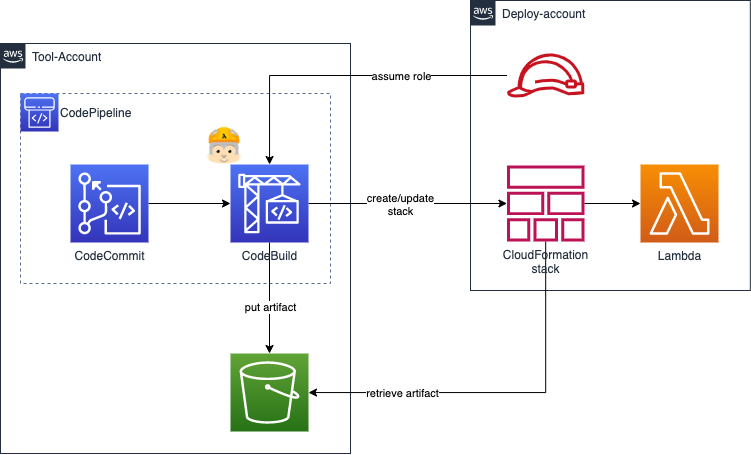 aws
Deploy-account
aws
Tool-Account
assume role
CodePipeline
create/update
stack
CodeCommit
CodeBuild
CloudFormation
stack
Lambda
put artifact
retrieve artifact